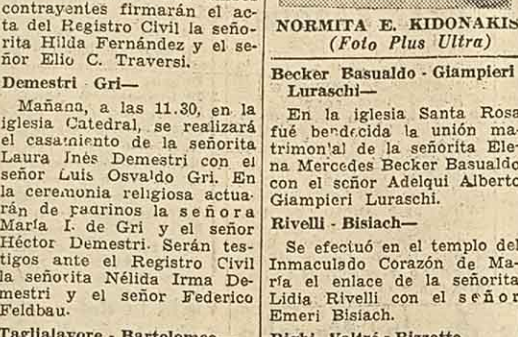 contrayentes firmarán el ac-
ta del Registro Civil la seño-
rita Hilda Fernández y el se-
ñor Elio C. Traversi.
Demestri - Gri—
Mañana, a las 11.30, en la
iglesia Catedral, se realizará
el casamiento de la señorita
Laura Inés Demestri con el
señor Luis Osvaldo Gri. En
la ceremonia religiosa actua-
rán de padrinos la señora
María I. de Gri y el señor
Héctor Demestri. Serán tes-
tigos ante el Registro Civil
la señorita Nélida Irma De-
mestri y el señor Federico
Feldbau.
Taglialavore - Bartolomeo
NORMITA E. KIDONAKIS
(Foto Plus Ultra)
Becker Basualdo - Giampieri
Luraschi—
En la iglesia Santa Rosa
fué bendecida la unión ma-
trimonial de la señorita Ele-
na Mercedes Becker Basualdo
con el señor Adelqui Alberto
Giampieri Luraschi.
Rivelli - Bisiach—
Se efectuó en el templo del
Inmaculado Corazón de Ma-
ría el enlace de la señorita
Lidia Rivelli con el señor
Emeri Bisiach.